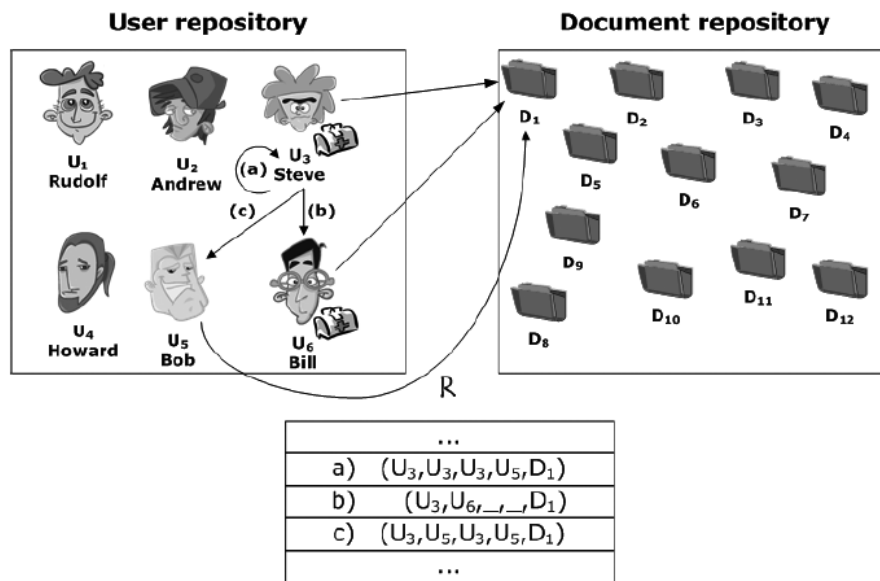 User repository
Document repository
D₁
D₂
D₃
D₄
U₁
Rudolf
U₂
Andrew
U₃
Steve
(a)
D₅
D₆
D₇
(c)
(b)
D₉
U₄
Howard
U₅
Bob
U₆
Bill
D₈
D₁₀
D₁₁
D₁₂
R
...
a) (U₃,U₃,U₃,U₅,D₁)
b) (U₃,U₆,_,_,D₁)
c) (U₃,U₅,U₃,U₅,D₁)
...